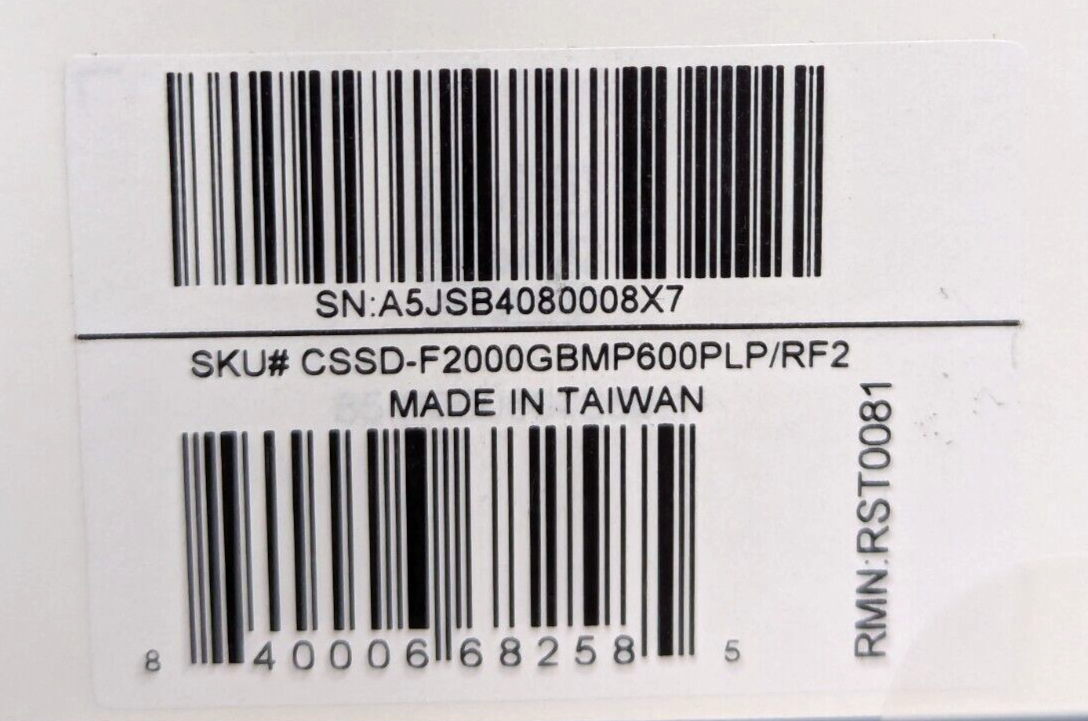 SN:A5JSB4080008X7
SKU# CSSD-F2000GBMP600PLP/RF2
MADE IN TAIWAN
8 40006 68258 5
RMN:RST0081